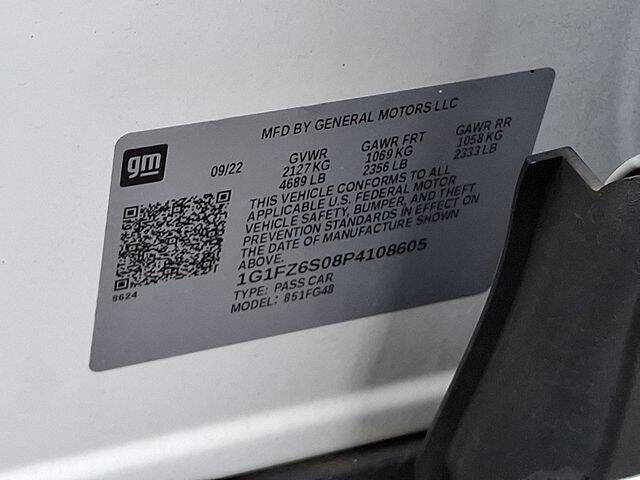 MFD BY GENERAL MOTORS LLC
gm
09/22
GVWR
2127 KG
4689 LB
GAWR FRT
1069 KG
2356 LB
GAWR RR
1058 KG
2333 LB
THIS VEHICLE CONFORMS TO ALL
APPLICABLE U.S. FEDERAL MOTOR
VEHICLE SAFETY, BUMPER, AND THEFT
PREVENTION STANDARDS IN EFFECT ON
THE DATE OF MANUFACTURE SHOWN
ABOVE.
1G1FZ6S08P4108605
TYPE: PASS CAR
MODEL: 851FG48
9624